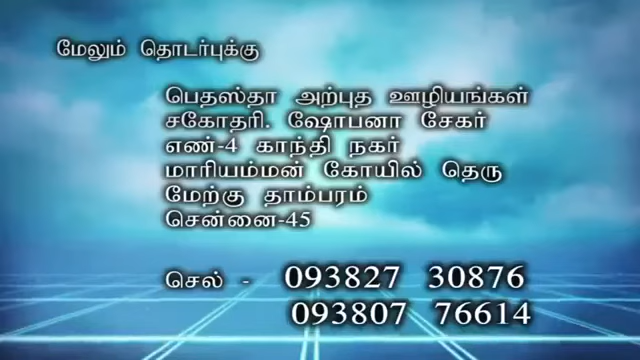 மேலும் தொடர்புக்கு
பெதஸ்தா அற்புத ஊழியங்கள்
சகோதரி. ஷோபனா சேகர்
எண்-4 காந்தி நகர்
மாரியம்மன் கோயில் தெரு
மேற்கு தாம்பரம்
சென்னை-45
செல் - 093827 30876
093807 76614